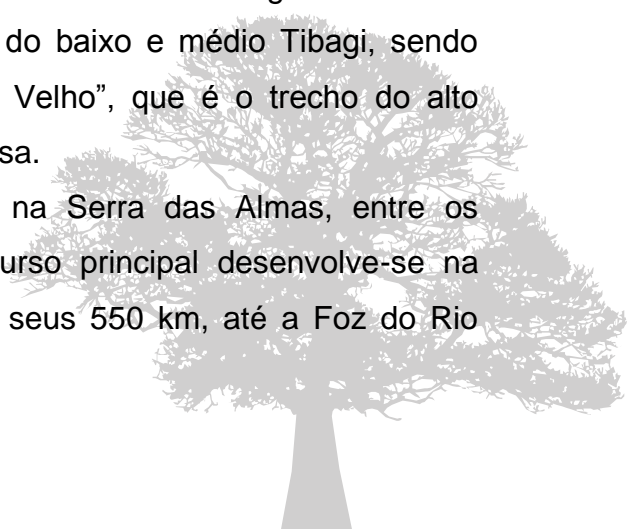 do baixo e médio Tibagi, sendo
Velho”, que é o trecho do alto
sa.
na Serra das Almas, entre os
urso principal desenvolve-se na
seus 550 km, até a Foz do Rio